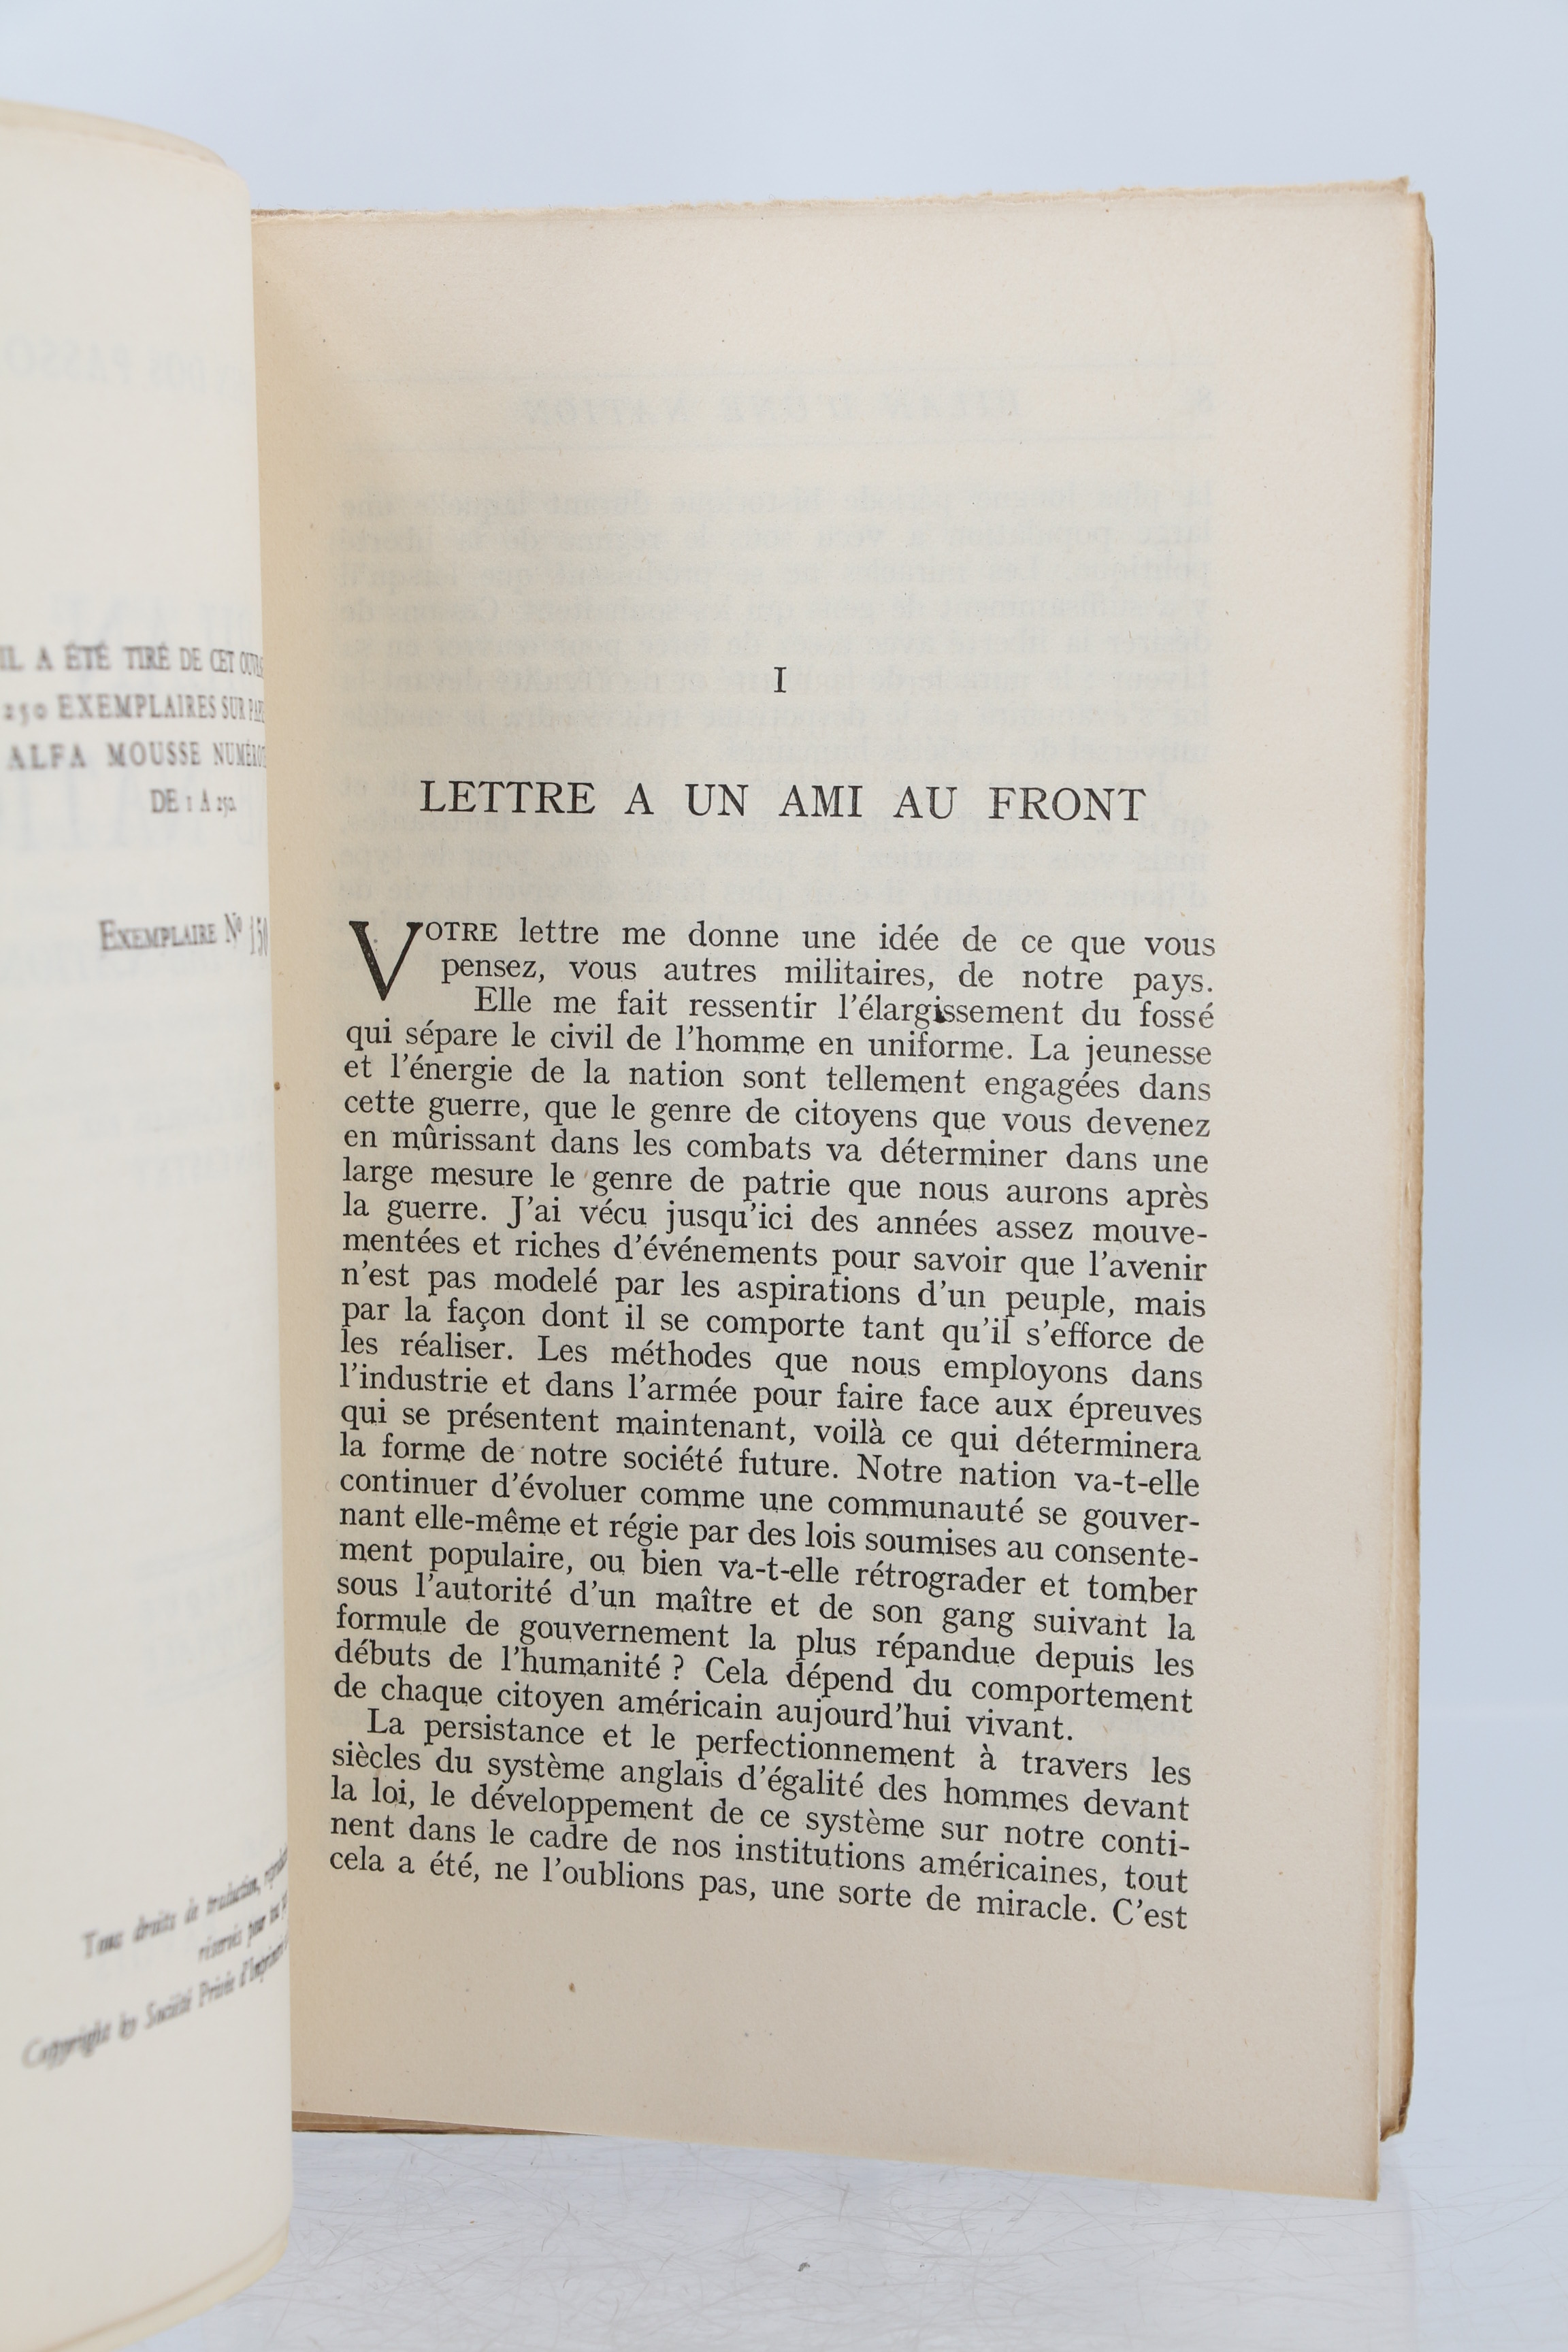 IL A ÉTÉ TIRÉ DE CET
250 EXEMPLAIRES SUR
ALFA MOUSSE
DE 1 A 250
EXEMPLAIRE Nº 150
Tous droits de traduction,
réservés pour
Copyright by Société Privée
I
LETTRE A UN AMI AU FRONT
VOTRE lettre me donne une idée de ce que vous
pensez, vous autres militaires, de notre pays.
Elle me fait ressentir l'élargissement du fossé
qui sépare le civil de l'homme en uniforme. La jeunesse
et l'énergie de la nation sont tellement engagées dans
cette guerre, que le genre de citoyens que vous devenez
en mûrissant dans les combats va déterminer dans une
large mesure le genre de patrie que nous aurons après
la guerre. J'ai vécu jusqu'ici des années assez mouve-
mentées et riches d'événements pour savoir que l'avenir
n'est pas modelé par les aspirations d'un peuple, mais
par la façon dont il se comporte tant qu'il s'efforce de
les réaliser. Les méthodes que nous employons dans
l'industrie et dans l'armée pour faire face aux épreuves
qui se présentent maintenant, voilà ce qui déterminera
la forme de notre société future. Notre nation va-t-elle
continuer d'évoluer comme une communauté se gouver-
nant elle-même et régie par des lois soumises au consente-
ment populaire, ou bien va-t-elle rétrograder et tomber
sous l'autorité d'un maître et de son gang suivant la
formule de gouvernement la plus répandue depuis les
débuts de l'humanité ? Cela dépend du comportement
de chaque citoyen américain aujourd'hui vivant.
La persistance et le perfectionnement à travers les
siècles du système anglais d'égalité des hommes devant
la loi, le développement de ce système sur notre conti-
nent dans le cadre de nos institutions américaines, tout
cela a été, ne l'oublions pas, une sorte de miracle. C'est